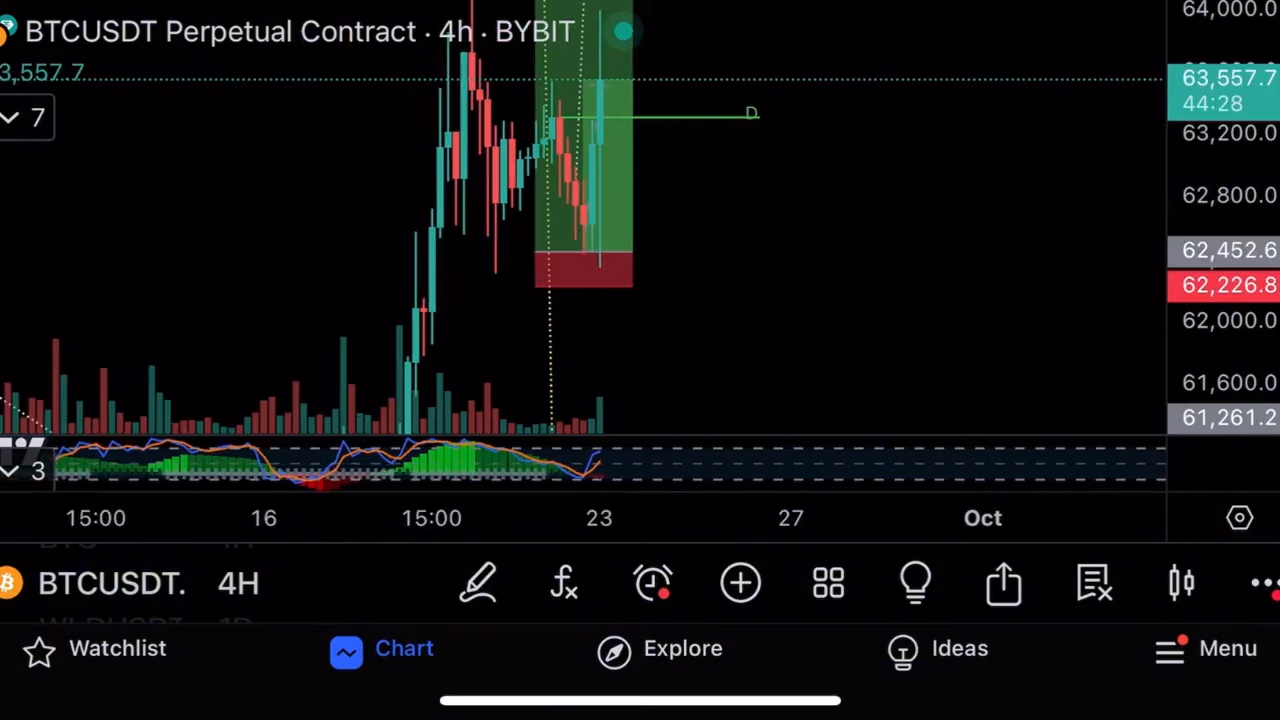 BTCUSDT Perpetual Contract · 4h · BYBIT
64,000.0
3,557.7
63,557.7
44:28
7
D
63,200.0
62,800.0
62,452.6
62,226.8
62,000.0
61,600.0
61,261.2
3
15:00 16 15:00 23 27 Oct
BTCUSDT. 4H
Watchlist Chart Explore Ideas Menu